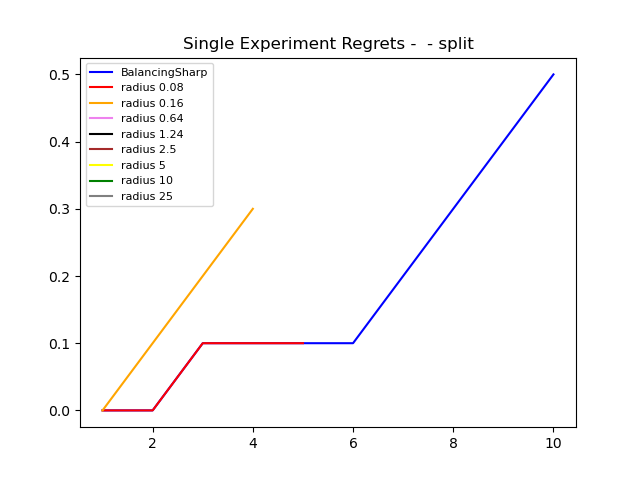 Single Experiment Regrets -  - split
0.5
0.4
0.3
0.2
0.1
0.0
BalancingSharp
radius 0.08
radius 0.16
radius 0.64
radius 1.24
radius 2.5
radius 5
radius 10
radius 25
2 4 6 8 10